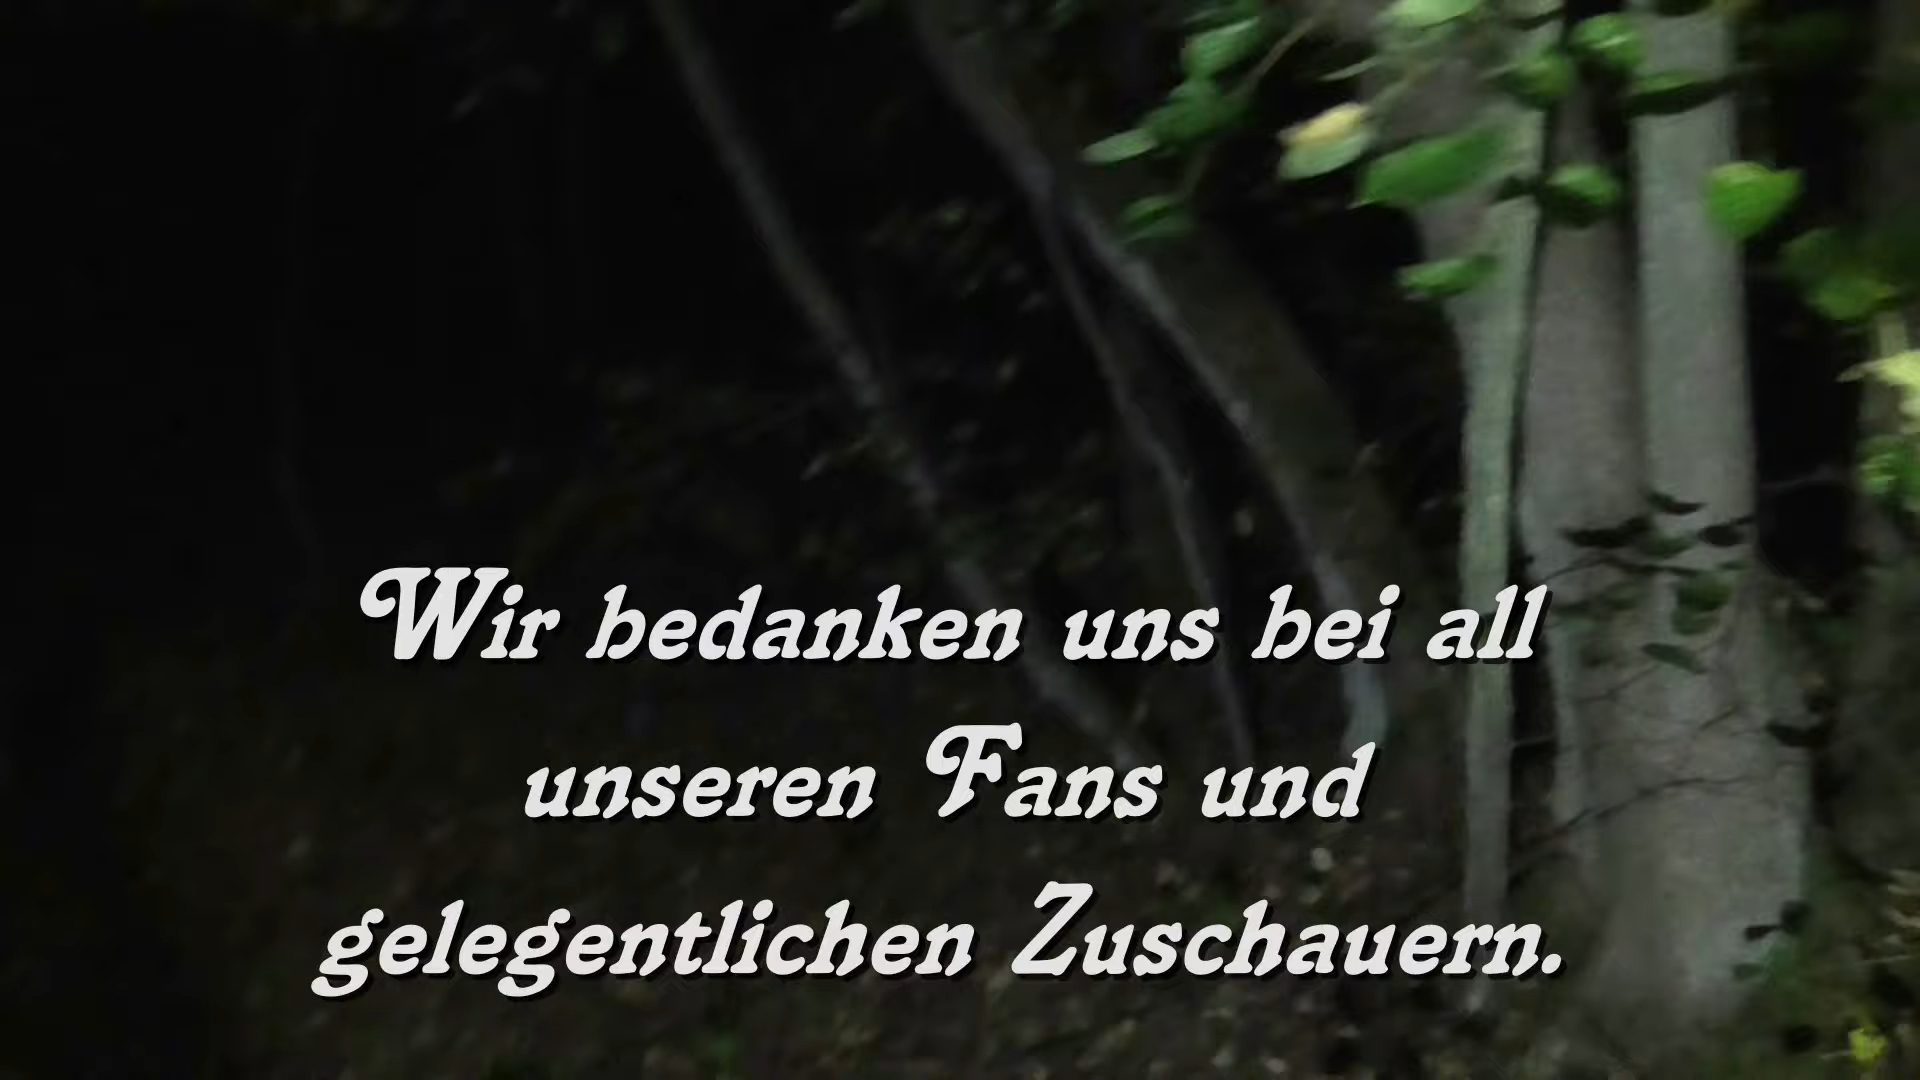 Wir bedanken uns bei all
unseren Fans und
gelegentlichen Zuschauern.